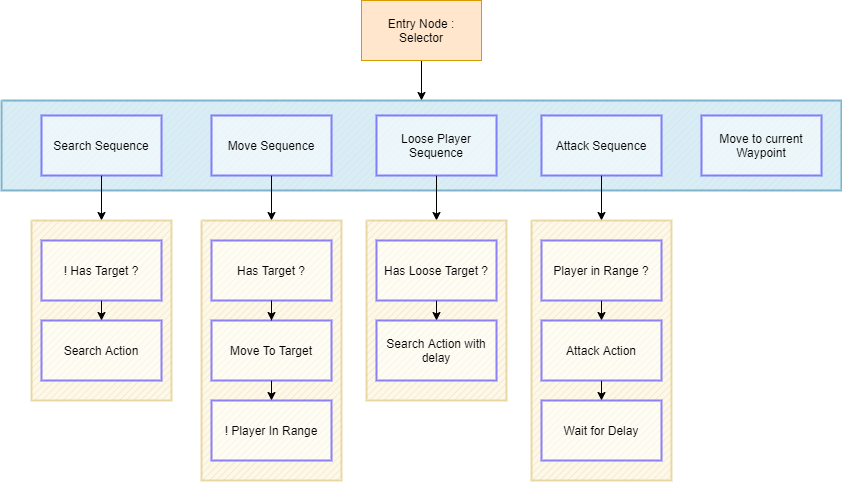 Entry Node :
Selector
Search Sequence
Move Sequence
Loose Player
Sequence
Attack Sequence
Move to current
Waypoint
! Has Target ?
Has Target ?
Has Loose Target ?
Player in Range ?
Search Action
Move To Target
Search Action with
delay
Attack Action
! Player In Range
Wait for Delay